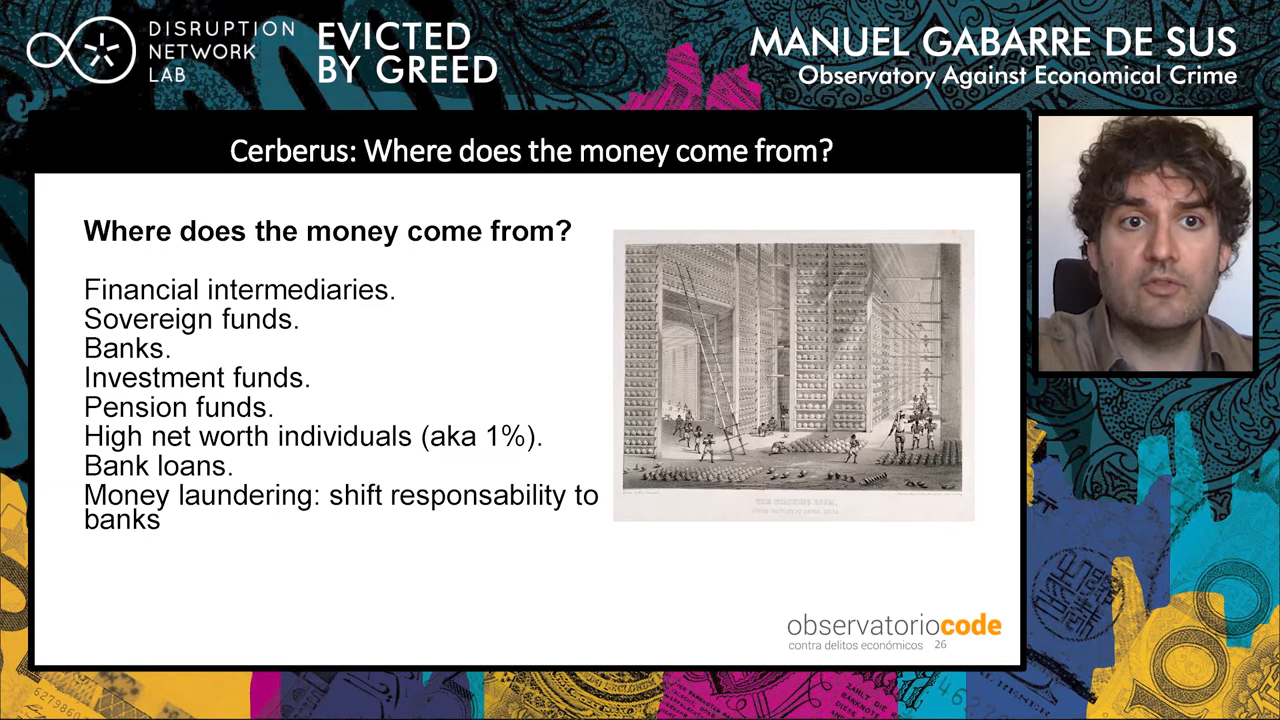 DISRUPTION
NETWORK
LAB
EVICTED
BY GREED
MANUEL GABARRE DE SUS
Observatory Against Economical Crime
Cerberus: Where does the money come from?
Where does the money come from?
Financial intermediaries.
Sovereign funds.
Banks.
Investment funds.
Pension funds.
High net worth individuals (aka 1%).
Bank loans.
Money laundering: shift responsability to
banks
observatoriocode
contra delitos económicos 26